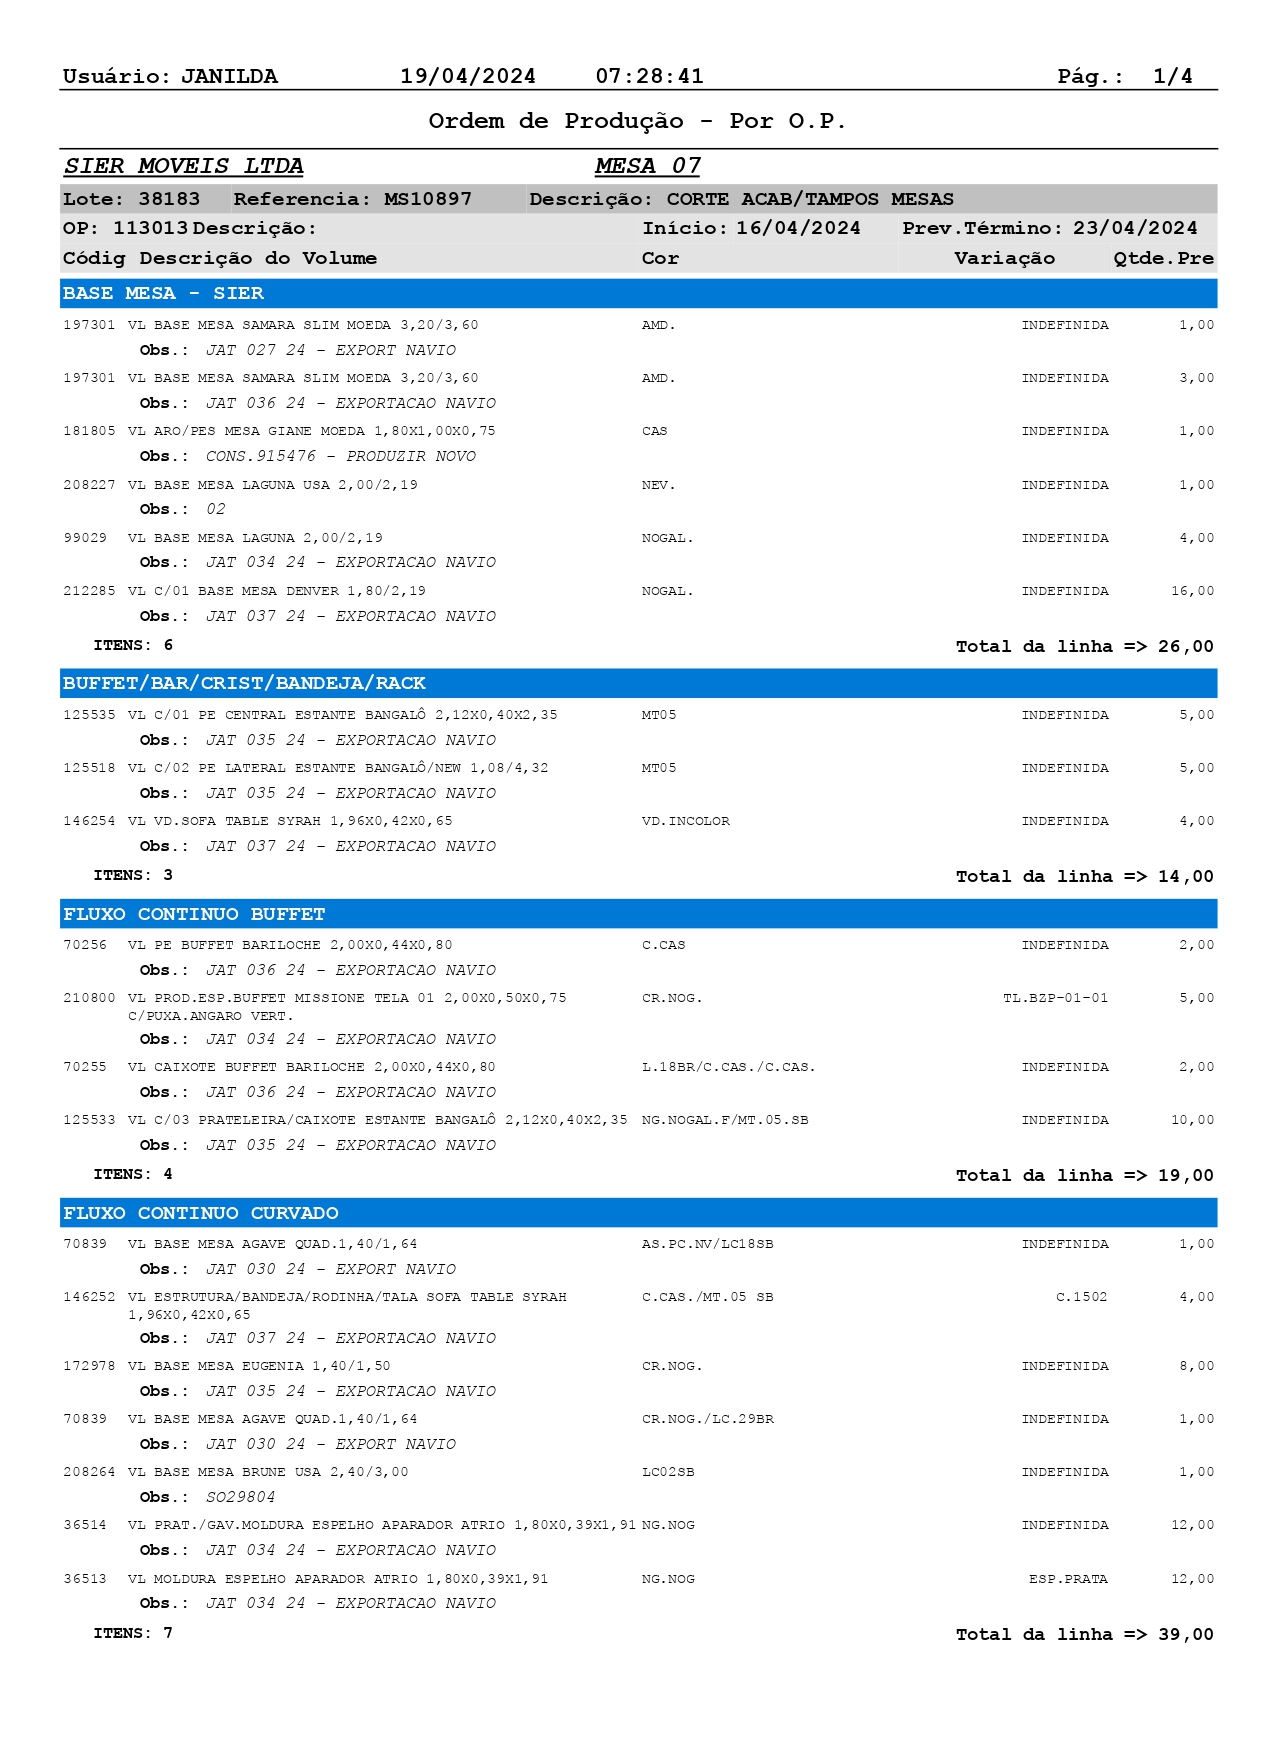 Usuário: JANILDA 19/04/2024 07:28:41 Pág.: 1/4
Ordem de Produção - Por O.P.
SIER MOVEIS LTDA MESA 07
Lote: 38183 Referencia: MS10897 Descrição: CORTE ACAB/TAMPOS MESAS
OP: 113013 Descrição: Início: 16/04/2024 Prev.Término: 23/04/2024
Códig Descrição do Volume Cor Variação Qtde.Pre
BASE MESA - SIER
197301 VL BASE MESA SAMARA SLIM MOEDA 3,20/3,60 AMD. INDEFINIDA 1,00
Obs.: JAT 027 24 - EXPORT NAVIO
197301 VL BASE MESA SAMARA SLIM MOEDA 3,20/3,60 AMD. INDEFINIDA 3,00
Obs.: JAT 036 24 - EXPORTACAO NAVIO
181805 VL ARO/PES MESA GIANE MOEDA 1,80X1,00X0,75 CAS INDEFINIDA 1,00
Obs.: CONS.915476 - PRODUZIR NOVO
208227 VL BASE MESA LAGUNA USA 2,00/2,19 NEV. INDEFINIDA 1,00
Obs.: 02
99029 VL BASE MESA LAGUNA 2,00/2,19 NOGAL. INDEFINIDA 4,00
Obs.: JAT 034 24 - EXPORTACAO NAVIO
212285 VL C/01 BASE MESA DENVER 1,80/2,19 NOGAL. INDEFINIDA 16,00
Obs.: JAT 037 24 - EXPORTACAO NAVIO
ITENS: 6 Total da linha => 26,00
BUFFET/BAR/CRIST/BANDEJA/RACK
125535 VL C/01 PE CENTRAL ESTANTE BANGALÔ 2,12X0,40X2,35 MT05 INDEFINIDA 5,00
Obs.: JAT 035 24 - EXPORTACAO NAVIO
125518 VL C/02 PE LATERAL ESTANTE BANGALÔ/NEW 1,08/4,32 MT05 INDEFINIDA 5,00
Obs.: JAT 035 24 - EXPORTACAO NAVIO
146254 VL VD.SOFA TABLE SYRAH 1,96X0,42X0,65 VD.INCOLOR INDEFINIDA 4,00
Obs.: JAT 037 24 - EXPORTACAO NAVIO
ITENS: 3 Total da linha => 14,00
FLUXO CONTINUO BUFFET
70256 VL PE BUFFET BARILOCHE 2,00X0,44X0,80 C.CAS INDEFINIDA 2,00
Obs.: JAT 036 24 - EXPORTACAO NAVIO
210800 VL PROD.ESP.BUFFET MISSIONE TELA 01 2,00X0,50X0,75 CR.NOG. TL.BZP-01-01 5,00
C/PUXA.ANGARO VERT.
Obs.: JAT 034 24 - EXPORTACAO NAVIO
70255 VL CAIXOTE BUFFET BARILOCHE 2,00X0,44X0,80 L.18BR/C.CAS./C.CAS. INDEFINIDA 2,00
Obs.: JAT 036 24 - EXPORTACAO NAVIO
125533 VL C/03 PRATELEIRA/CAIXOTE ESTANTE BANGALÔ 2,12X0,40X2,35 NG.NOGAL.F/MT.05.SB INDEFINIDA 10,00
Obs.: JAT 035 24 - EXPORTACAO NAVIO
ITENS: 4 Total da linha => 19,00
FLUXO CONTINUO CURVADO
70839 VL BASE MESA AGAVE QUAD.1,40/1,64 AS.PC.NV/LC18SB INDEFINIDA 1,00
Obs.: JAT 030 24 - EXPORT NAVIO
146252 VL ESTRUTURA/BANDEJA/RODINHA/TALA SOFA TABLE SYRAH C.CAS./MT.05 SB C.1502 4,00
1,96X0,42X0,65
Obs.: JAT 037 24 - EXPORTACAO NAVIO
172978 VL BASE MESA EUGENIA 1,40/1,50 CR.NOG. INDEFINIDA 8,00
Obs.: JAT 035 24 - EXPORTACAO NAVIO
70839 VL BASE MESA AGAVE QUAD.1,40/1,64 CR.NOG./LC.29BR INDEFINIDA 1,00
Obs.: JAT 030 24 - EXPORT NAVIO
208264 VL BASE MESA BRUNE USA 2,40/3,00 LC02SB INDEFINIDA 1,00
Obs.: SO29804
36514 VL PRAT./GAV.MOLDURA ESPELHO APARADOR ATRIO 1,80X0,39X1,91 NG.NOG INDEFINIDA 12,00
Obs.: JAT 034 24 - EXPORTACAO NAVIO
36513 VL MOLDURA ESPELHO APARADOR ATRIO 1,80X0,39X1,91 NG.NOG ESP.PRATA 12,00
Obs.: JAT 034 24 - EXPORTACAO NAVIO
ITENS: 7 Total da linha => 39,00